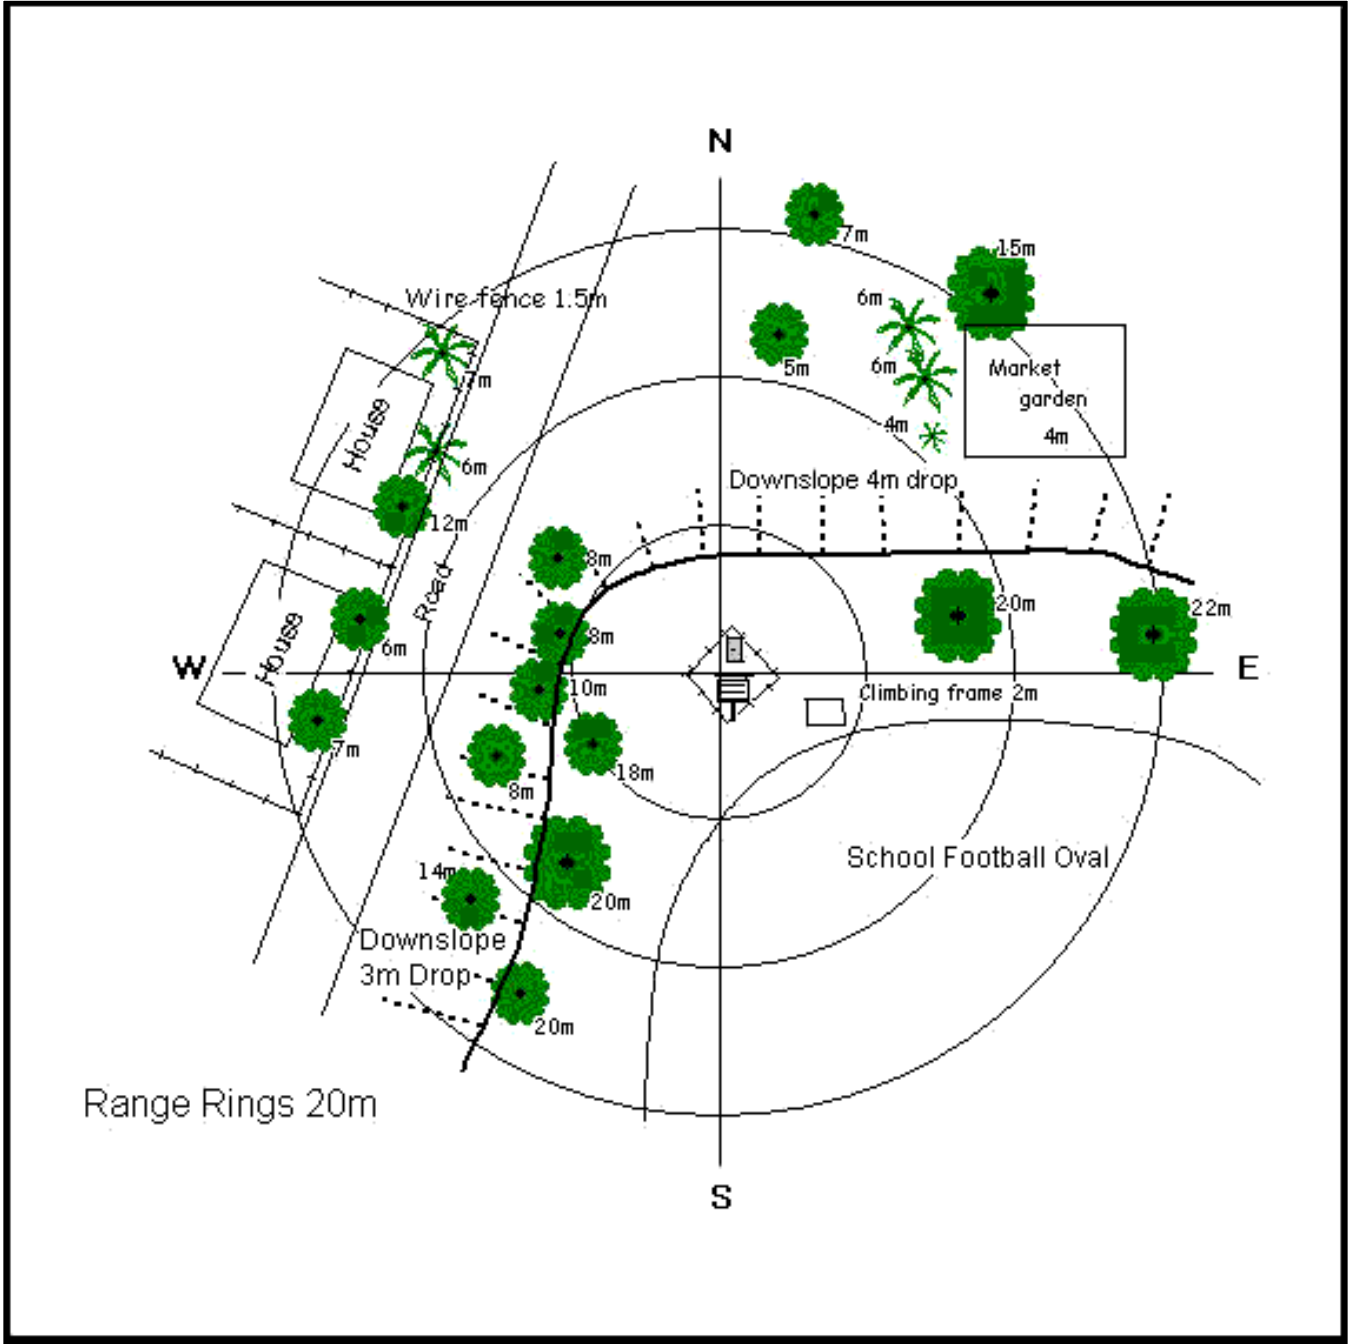 N
7m
15m
Wire fence 1.5m
6m
5m
6m
Market
garden
4m
4m
7m
House
6m
12m
Downslope 4m drop
8m
Road
20m
22m
8m
House
6m
W
E
10m
Climbing frame 2m
7m
18m
8m
School Football Oval
14m
20m
Downslope
3m Drop
20m
Range Rings 20m
S